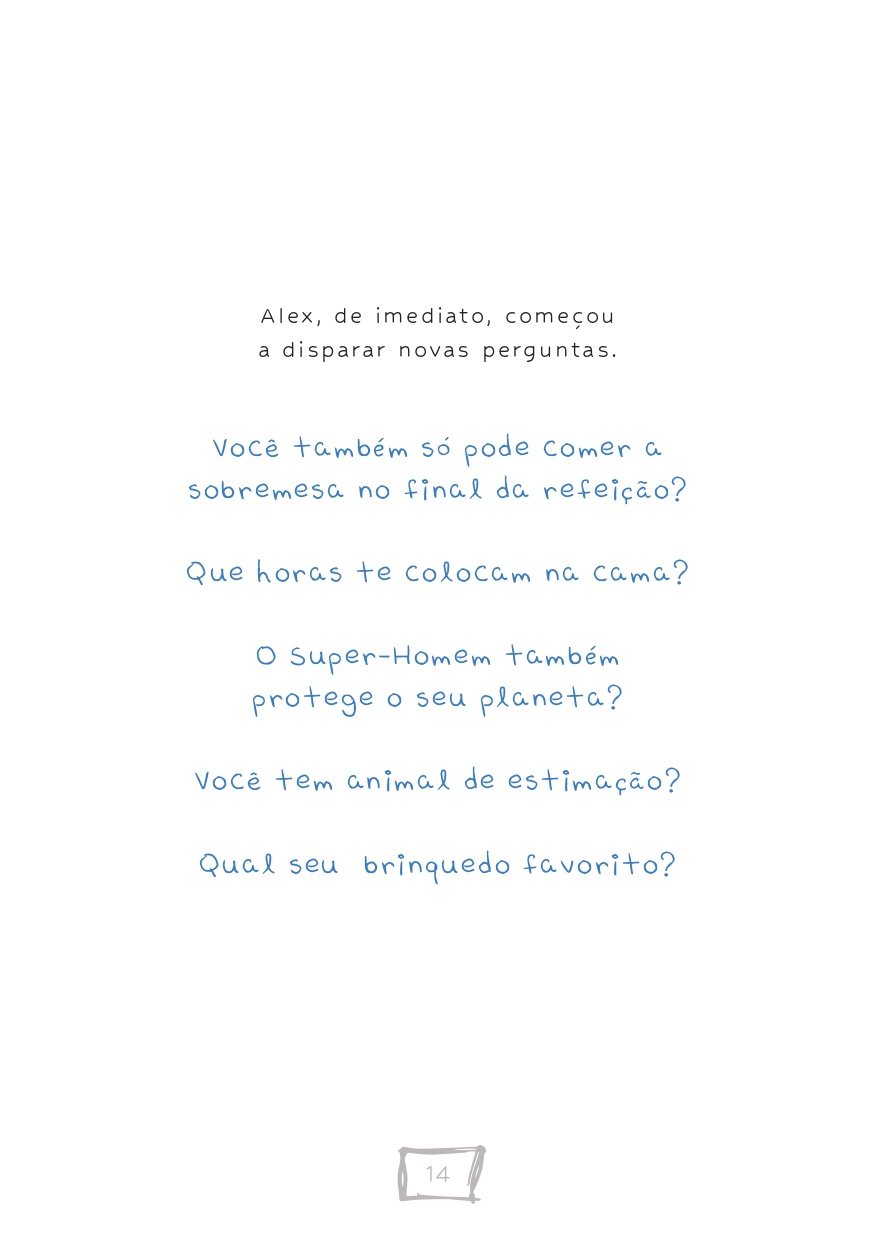 Alex, de imediato, começou
a disparar novas perguntas.
Você também só pode comer a
sobremesa no final da refeição?
Que horas te colocam na cama?
O Super-Homem também
protege o seu planeta?
Você tem animal de estimação?
Qual seu  brinquedo favorito?
14